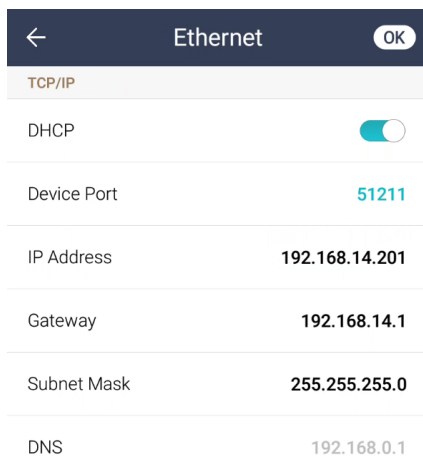 Ethernet OK
TCP/IP
DHCP
Device Port 51211
IP Address 192.168.14.201
Gateway 192.168.14.1
Subnet Mask 255.255.255.0
DNS 192.168.0.1